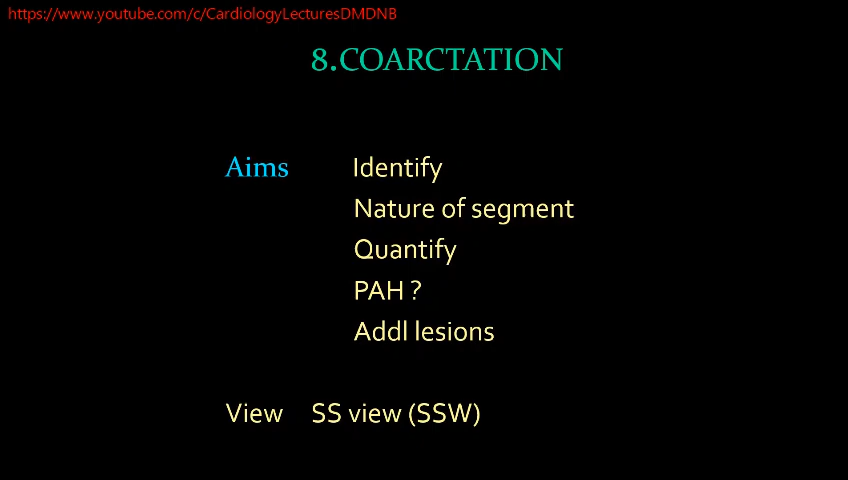 https://www.youtube.com/c/CardiologyLecturesDMDNB
8.COARCTATION
Aims Identify
Nature of segment
Quantify
PAH ?
Addl lesions
View SS view (SSW)